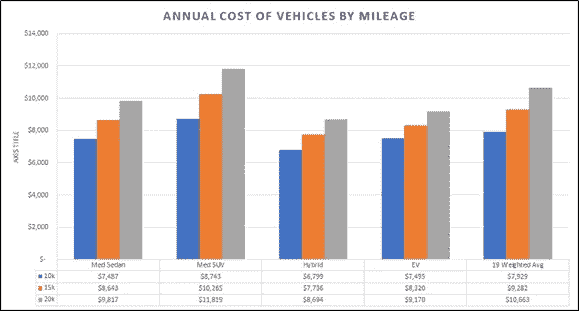 ANNUAL COST OF VEHICLES BY MILEAGE
$14,000
$12,000
$10,000
$8,000
$6,000
$4,000
$2,000
$-
AXIS TITLE
Med Sedan Med SUV Hybrid EV 19 Weighted Avg
10k $7,487 $8,743 $6,799 $7,495 $7,929
15k $8,643 $10,265 $7,736 $8,320 $9,282
20k $9,817 $11,819 $8,694 $9,170 $10,663